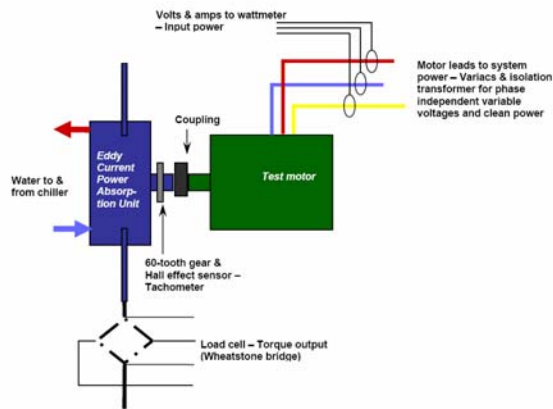 Volts & amps to wattmeter
– Input power
Motor leads to system
power – Variacs & isolation
transformer for phase
independent variable
voltages and clean power
Coupling
Eddy
Current
Power
Absorp-
tion Unit
Test motor
Water to &
from chiller
60-tooth gear &
Hall effect sensor –
Tachometer
Load cell – Torque output
(Wheatstone bridge)